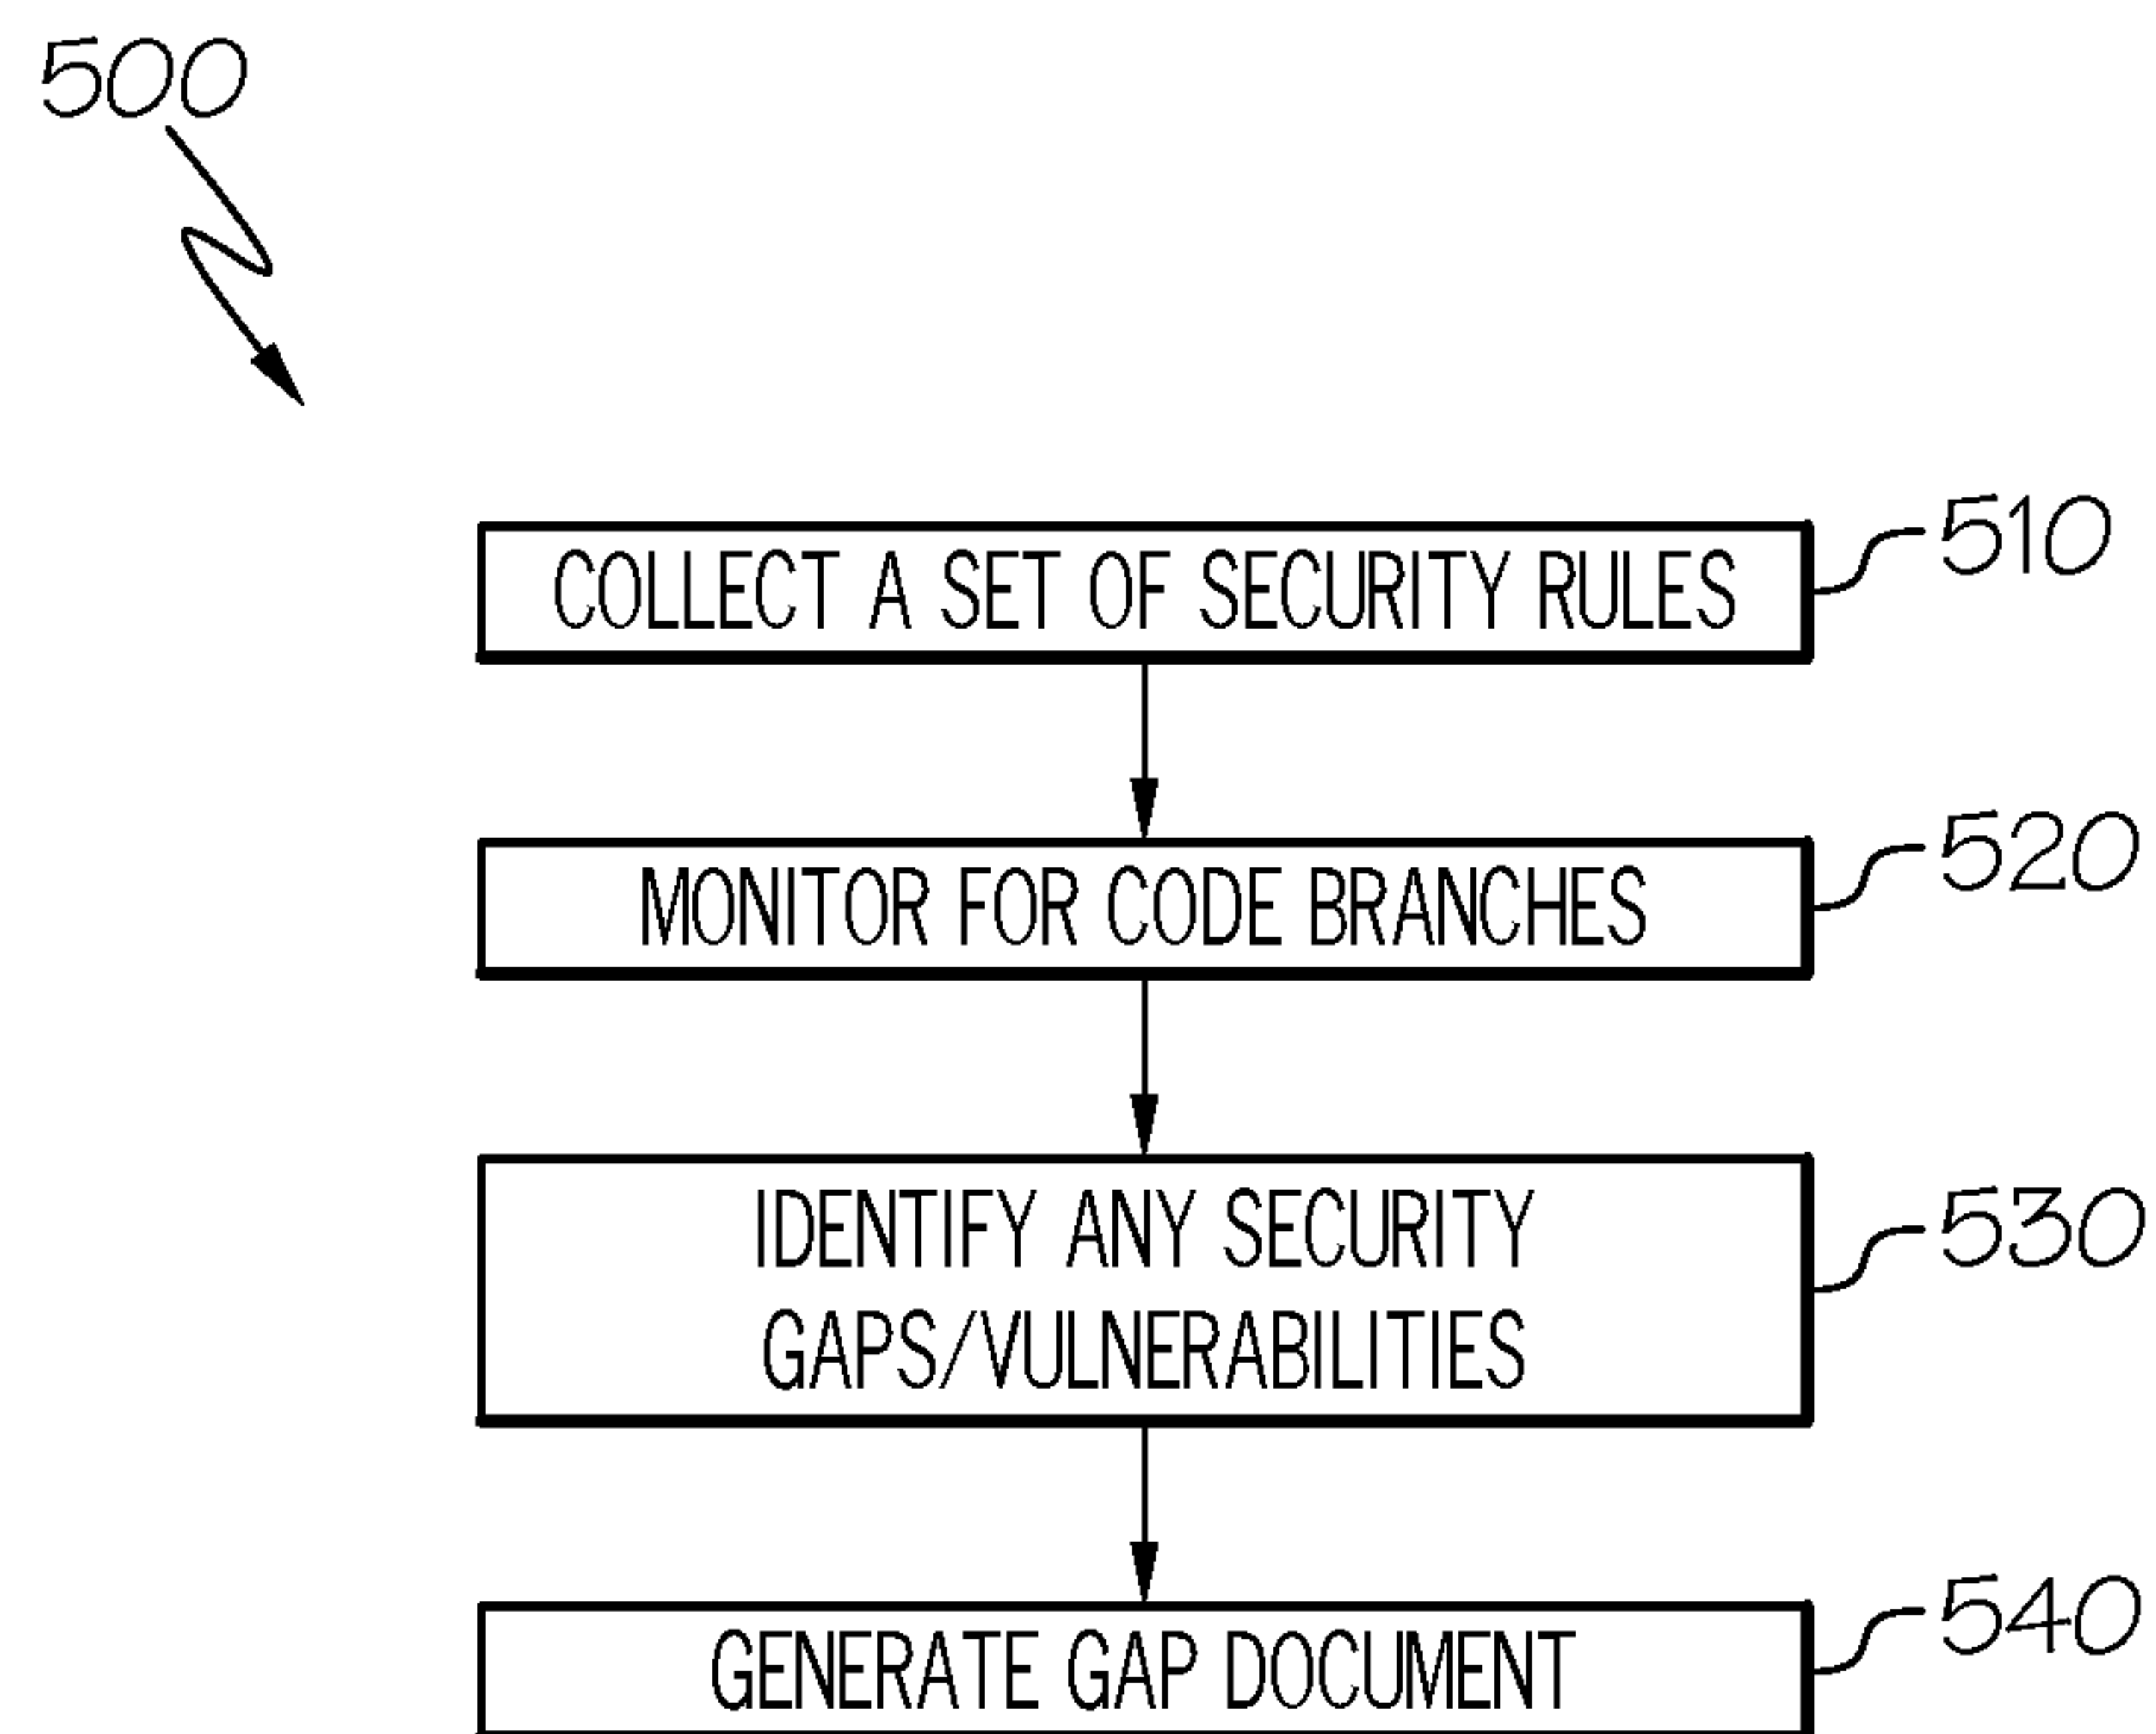 500
COLLECT A SET OF SECURITY RULES
510
MONITOR FOR CODE BRANCHES
520
IDENTIFY ANY SECURITY
GAPS/VULNERABILITIES
530
GENERATE GAP DOCUMENT
540